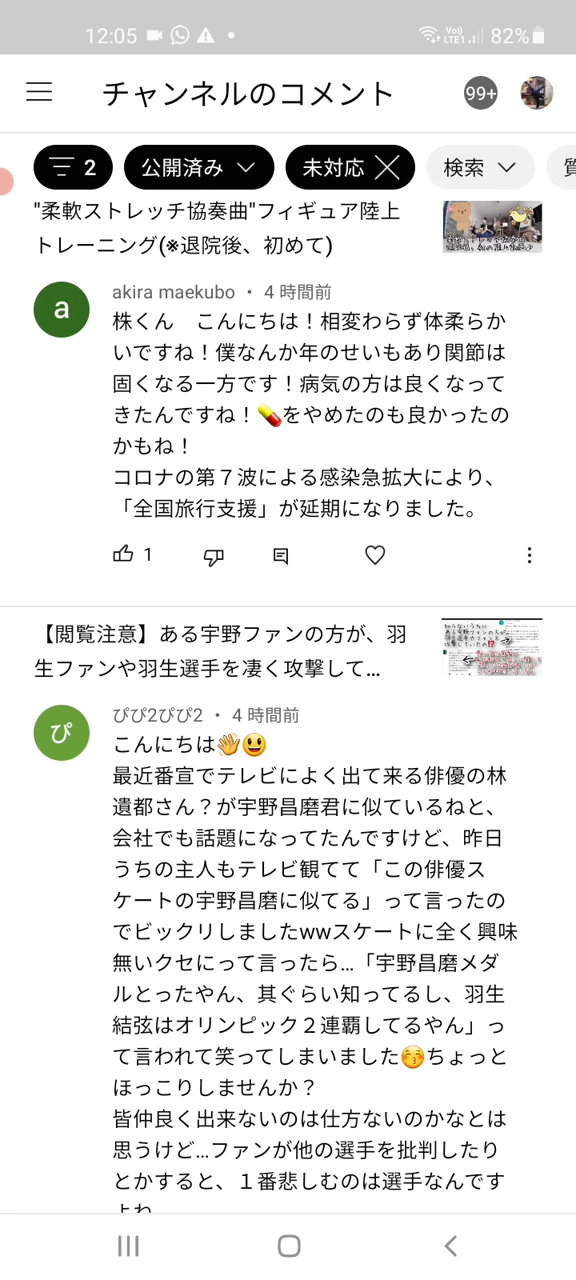 12:05
Vo)) LTE1 82%
チャンネルのコメント
99+
2 公開済み 未対応 検索 質
"柔軟ストレッチ協奏曲"フィギュア陸上
トレーニング(※退院後、初めて)
a akira maekubo ・ 4 時間前
株くん　こんにちは！相変わらず体柔らか
いですね！僕なんか年のせいもあり関節は
固くなる一方です！病気の方は良くなって
きたんですね！💊をやめたのも良かったの
かもね！
コロナの第７波による感染急拡大により、
「全国旅行支援」が延期になりました。
1
【閲覧注意】ある宇野ファンの方が、羽
生ファンや羽生選手を凄く攻撃して...
ぴ ぴぴ2ぴぴ2 ・ 4 時間前
こんにちは👋😃
最近番宣でテレビによく出て来る俳優の林
遺都さん？が宇野昌磨君に似ているねと、
会社でも話題になってたんですけど、昨日
うちの主人もテレビ観てて「この俳優ス
ケートの宇野昌磨に似てる」って言ったの
でビックリしましたwwスケートに全く興味
無いクセにって言ったら...「宇野昌磨メダ
ルとったやん、其ぐらい知ってるし、羽生
結弦はオリンピック２連覇してるやん」っ
て言われて笑ってしまいました😚ちょっと
ほっこりしませんか？
皆仲良く出来ないのは仕方ないのかなとは
思うけど...ファンが他の選手を批判したり
とかすると、１番悲しむのは選手なんです
よね